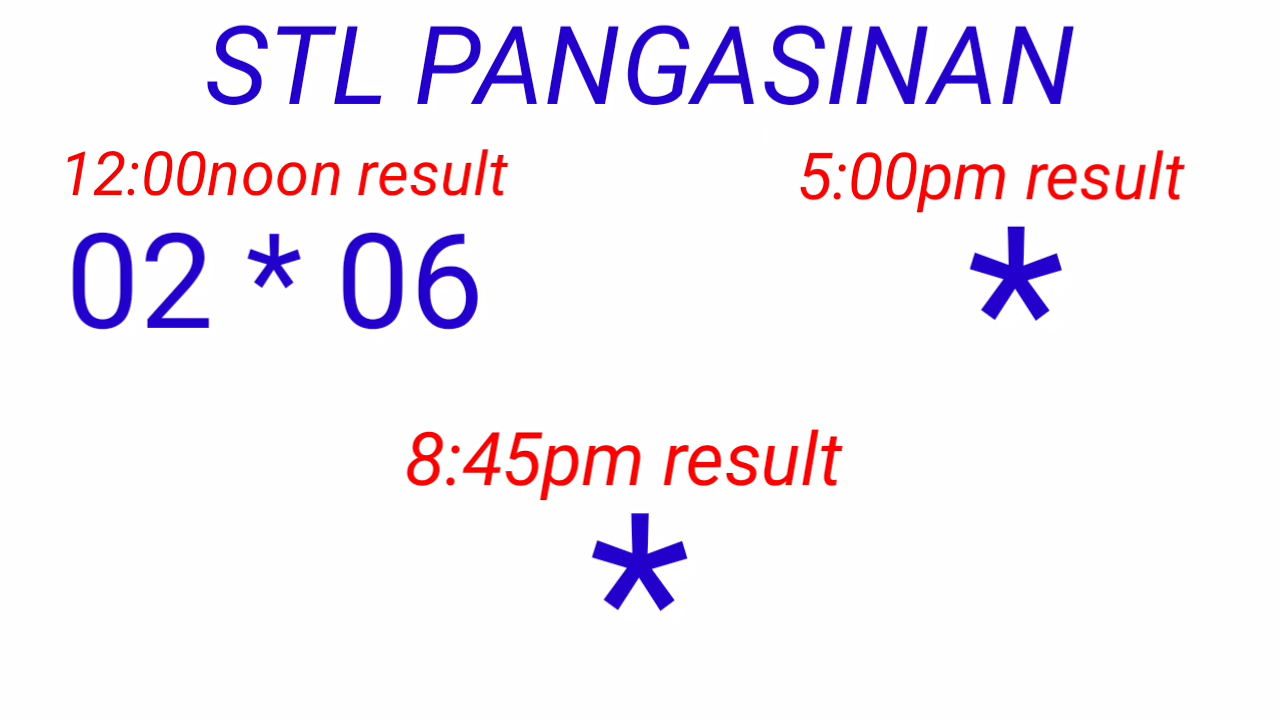 STL PANGASINAN
12:00noon result
02 * 06
5:00pm result
*
8:45pm result
*